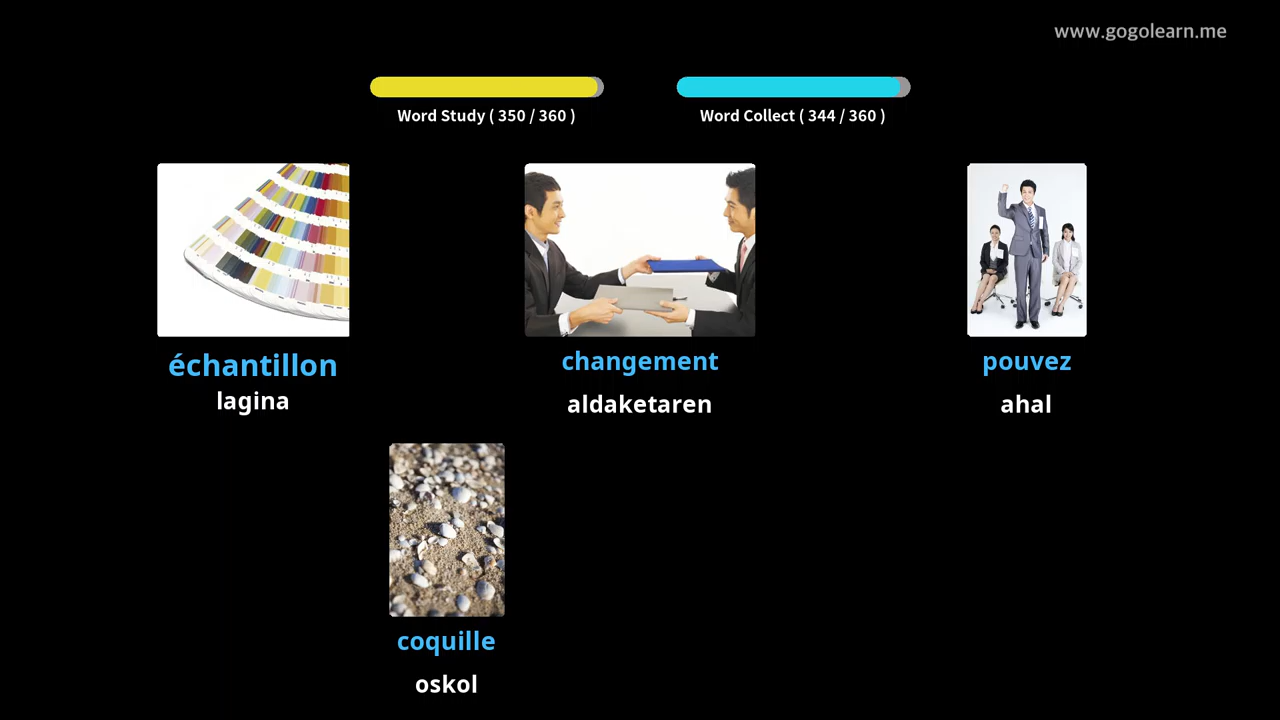 www.gogolearn.me
Word Study ( 350 / 360 )
Word Collect ( 344 / 360 )
échantillon
lagina
changement
aldaketaren
pouvez
ahal
coquille
oskol